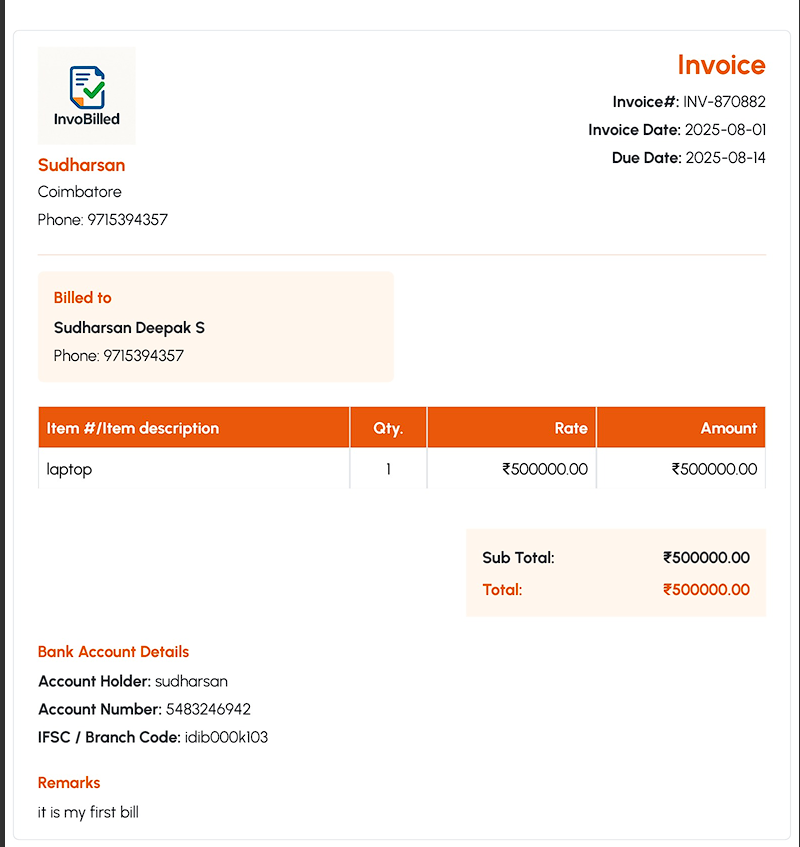 InvoBilled
Invoice
Invoice#: INV-870882
Invoice Date: 2025-08-01
Due Date: 2025-08-14
Sudharsan
Coimbatore
Phone: 9715394357
Billed to
Sudharsan Deepak S
Phone: 9715394357
Item #/Item description Qty. Rate Amount
laptop 1 ₹500000.00 ₹500000.00
Sub Total: ₹500000.00
Total: ₹500000.00
Bank Account Details
Account Holder: sudharsan
Account Number: 5483246942
IFSC / Branch Code: idib000k103
Remarks
it is my first bill